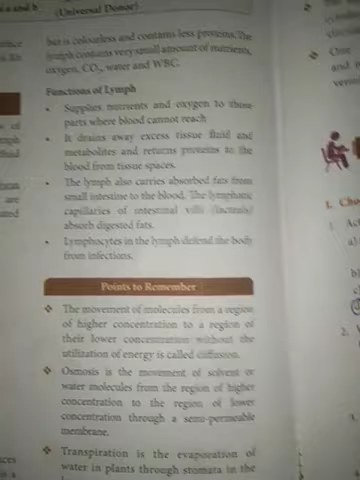 (Universal Donor)
but is colourless and contains less proteins. The
lymph contains very small amount of nutrients,
oxygen, CO₂, water and WBC.
Functions of Lymph
• Supplies nutrients and oxygen to those
parts where blood cannot reach
• It drains away excess tissue fluid and
metabolites and returns proteins to the
blood from tissue spaces.
• The lymph also carries absorbed fats from
small intestine to the blood. The lymphatic
capillaries of intestinal villi (lacteals)
absorb digested fats.
• Lymphocytes in the lymph defend the body
from infections.
Points to Remember
❖ The movement of molecules from a region
of higher concentration to a region of
their lower concentration without the
utilization of energy is called diffusion.
❖ Osmosis is the movement of solvent or
water molecules from the region of higher
concentration to the region of lower
concentration through a semi-permeable
membrane.
❖ Transpiration is the evaporation of
water in plants through stomata in the
One
1.
a)
b)
c)
2.
3.